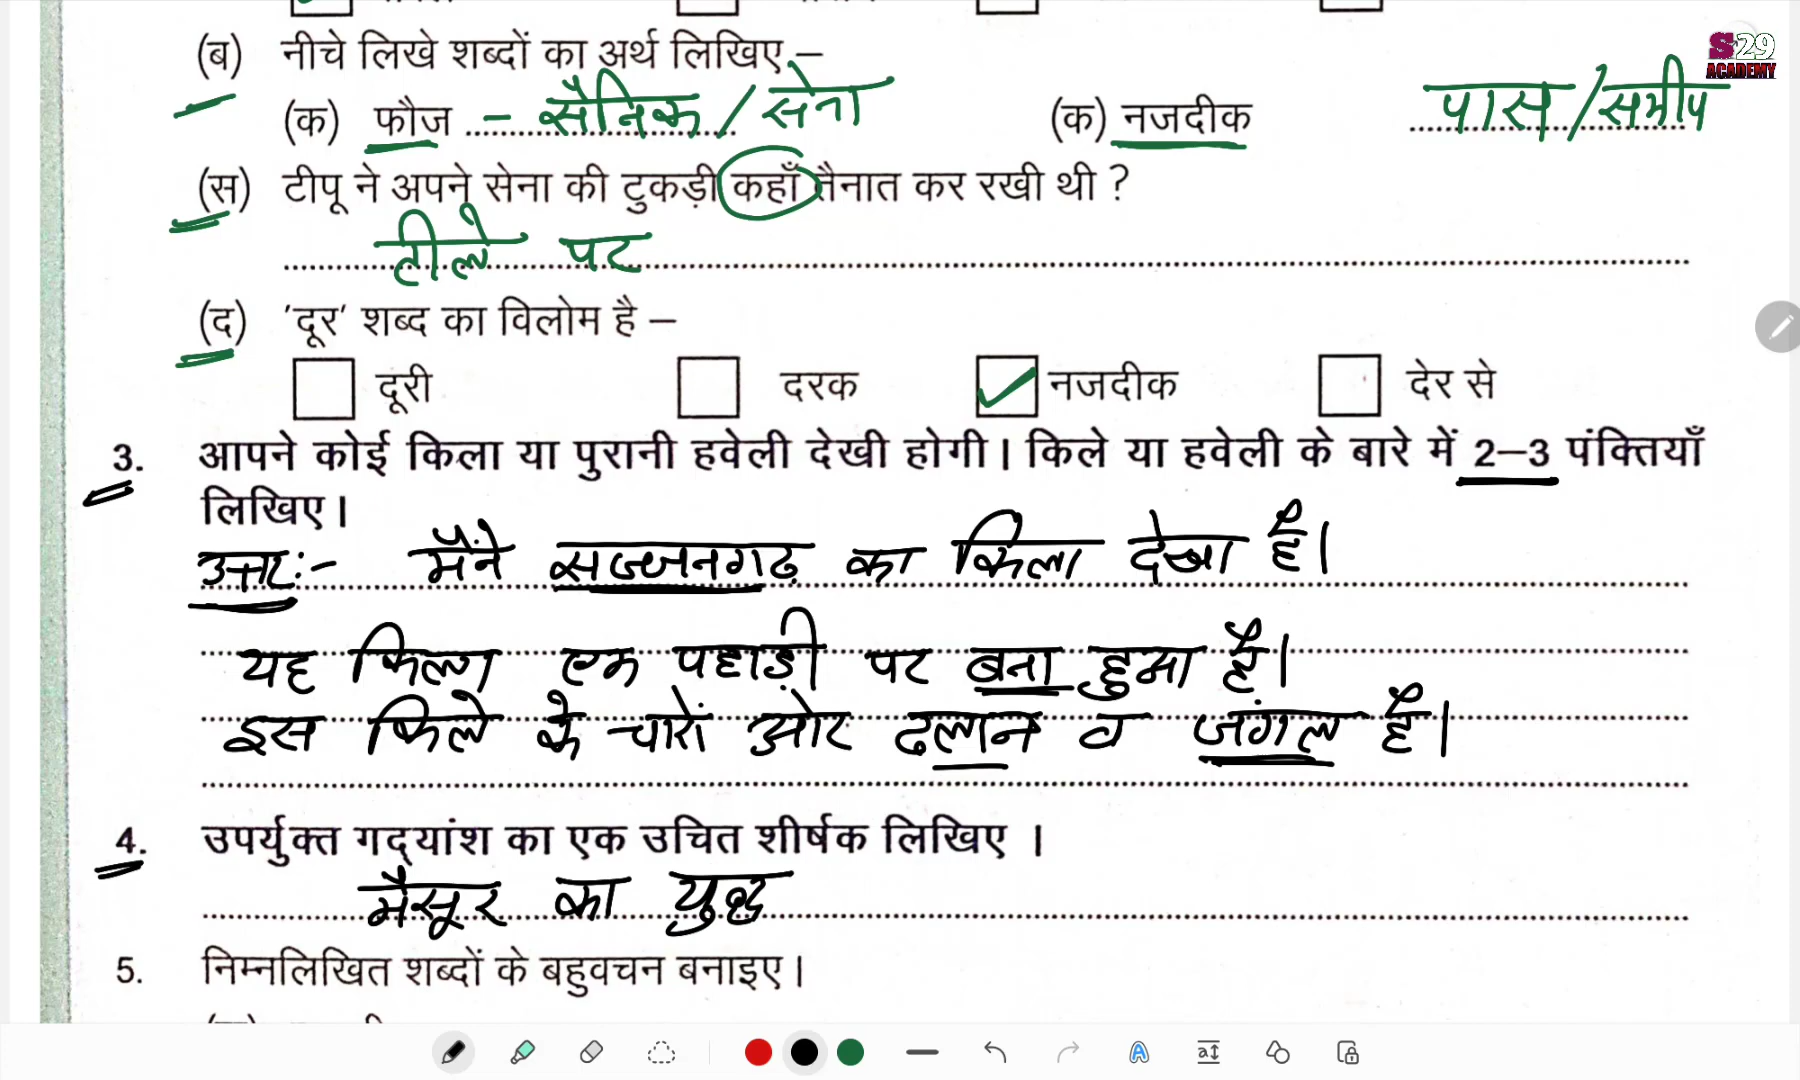 (ब) नीचे लिखे शब्दों का अर्थ लिखिए –
S29 ACADEMY
(क) फौज - सैनिक / सेना (क) नजदीक पास / समीप
(स) टीपू ने अपने सेना की टुकड़ी कहाँ तैनात कर रखी थी ?
टीले पर
(द) 'दूर' शब्द का विलोम है –
दूरी दरक नजदीक देर से
3. आपने कोई किला या पुरानी हवेली देखी होगी। किले या हवेली के बारे में 2–3 पंक्तियाँ
लिखिए।
उत्तर:- मैंने सज्जनगढ़ का किला देखा है।
यह किला एक पहाड़ी पर बना हुआ है।
इस किले के चारों ओर ढलान व जंगल है।
4. उपर्युक्त गद्यांश का एक उचित शीर्षक लिखिए ।
मैसूर का युद्ध
5. निम्नलिखित शब्दों के बहुवचन बनाइए।